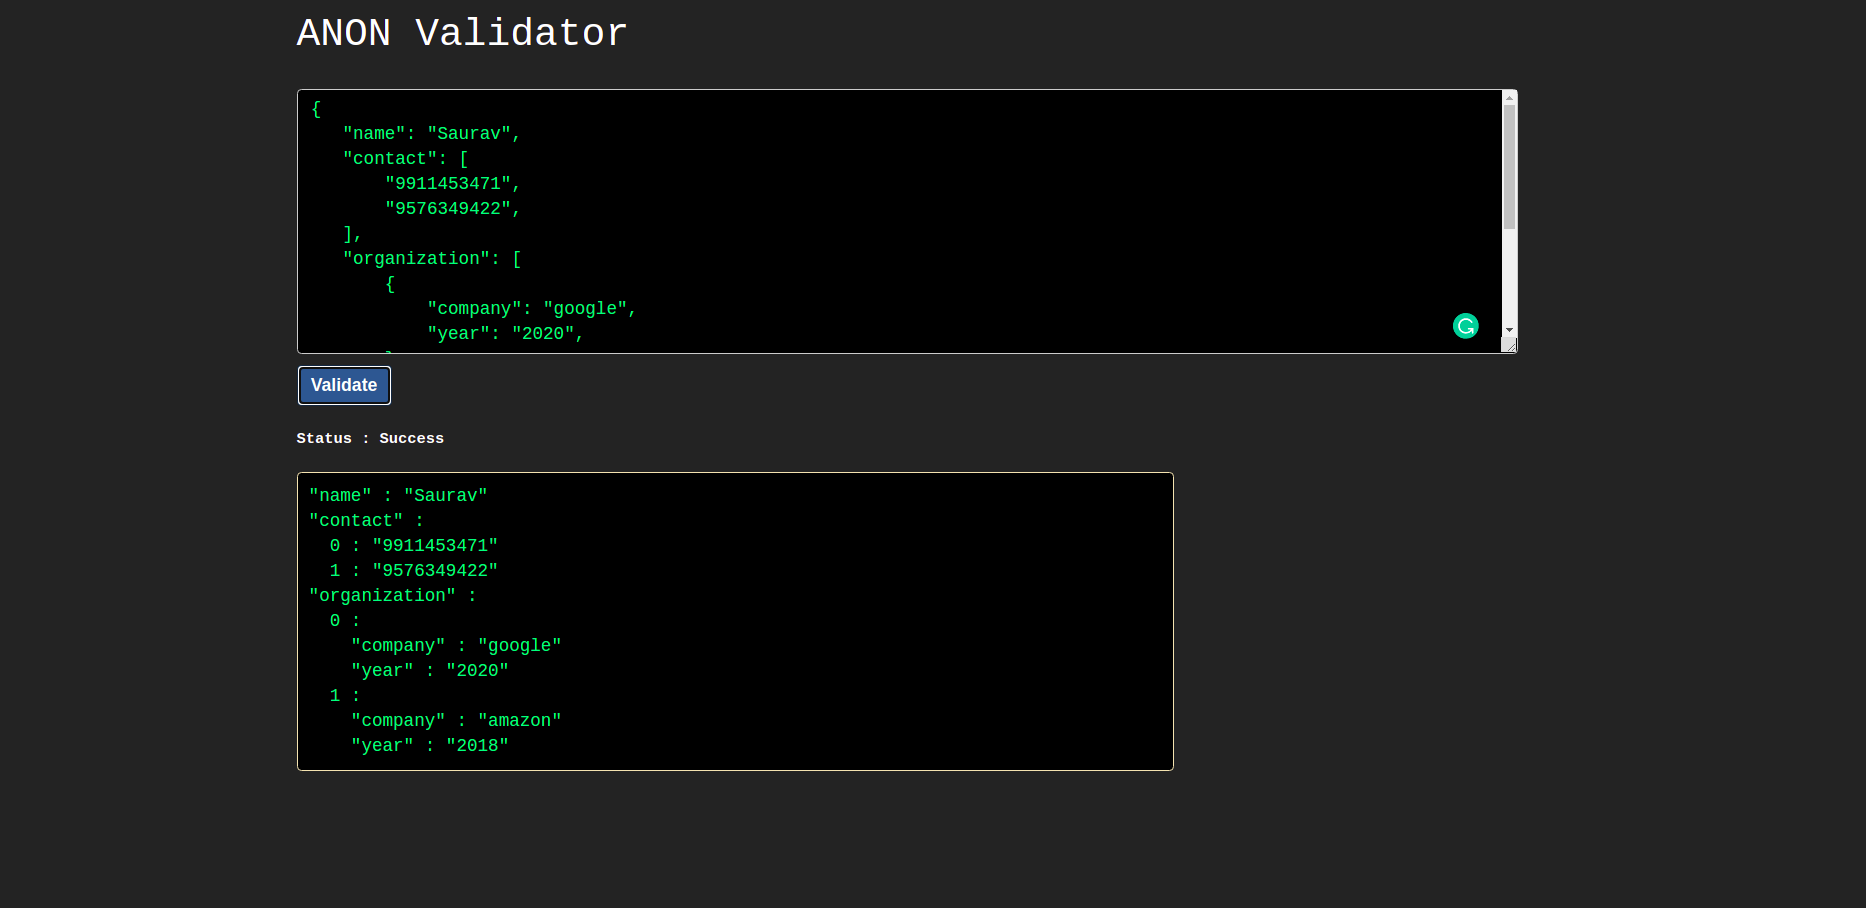 ANON Validator
{
   "name": "Saurav",
   "contact": [
       "9911453471",
       "9576349422",
   ],
   "organization": [
       {
           "company": "google",
           "year": "2020",
Validate
Status : Success
"name" : "Saurav"
"contact" :
  0 : "9911453471"
  1 : "9576349422"
"organization" :
  0 :
    "company" : "google"
    "year" : "2020"
  1 :
    "company" : "amazon"
    "year" : "2018"